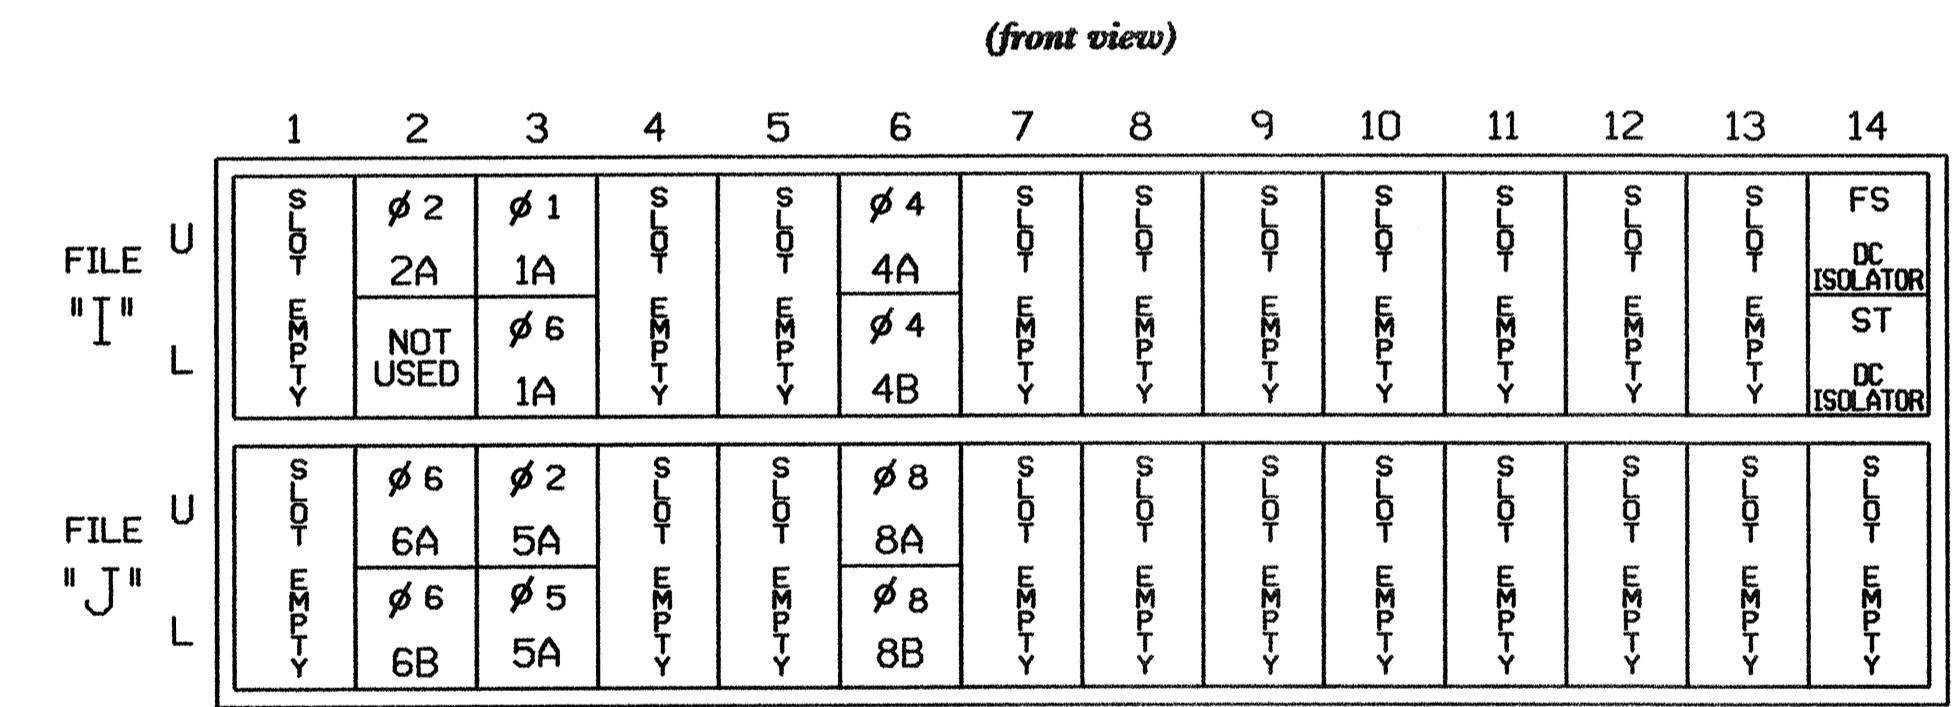 (front view)
1 2 3 4 5 6 7 8 9 10 11 12 13 14
FILE "I"
U
L
SLOT EMPTY
ø 2
2A
NOT
USED
ø 1
1A
ø 6
1A
SLOT EMPTY
SLOT EMPTY
ø 4
4A
ø 4
4B
SLOT EMPTY
SLOT EMPTY
SLOT EMPTY
SLOT EMPTY
SLOT EMPTY
SLOT EMPTY
SLOT EMPTY
FS
DC
ISOLATOR
ST
DC
ISOLATOR
FILE "J"
U
L
SLOT EMPTY
ø 6
6A
ø 6
6B
ø 2
5A
ø 5
5A
SLOT EMPTY
SLOT EMPTY
ø 8
8A
ø 8
8B
SLOT EMPTY
SLOT EMPTY
SLOT EMPTY
SLOT EMPTY
SLOT EMPTY
SLOT EMPTY
SLOT EMPTY
SLOT EMPTY